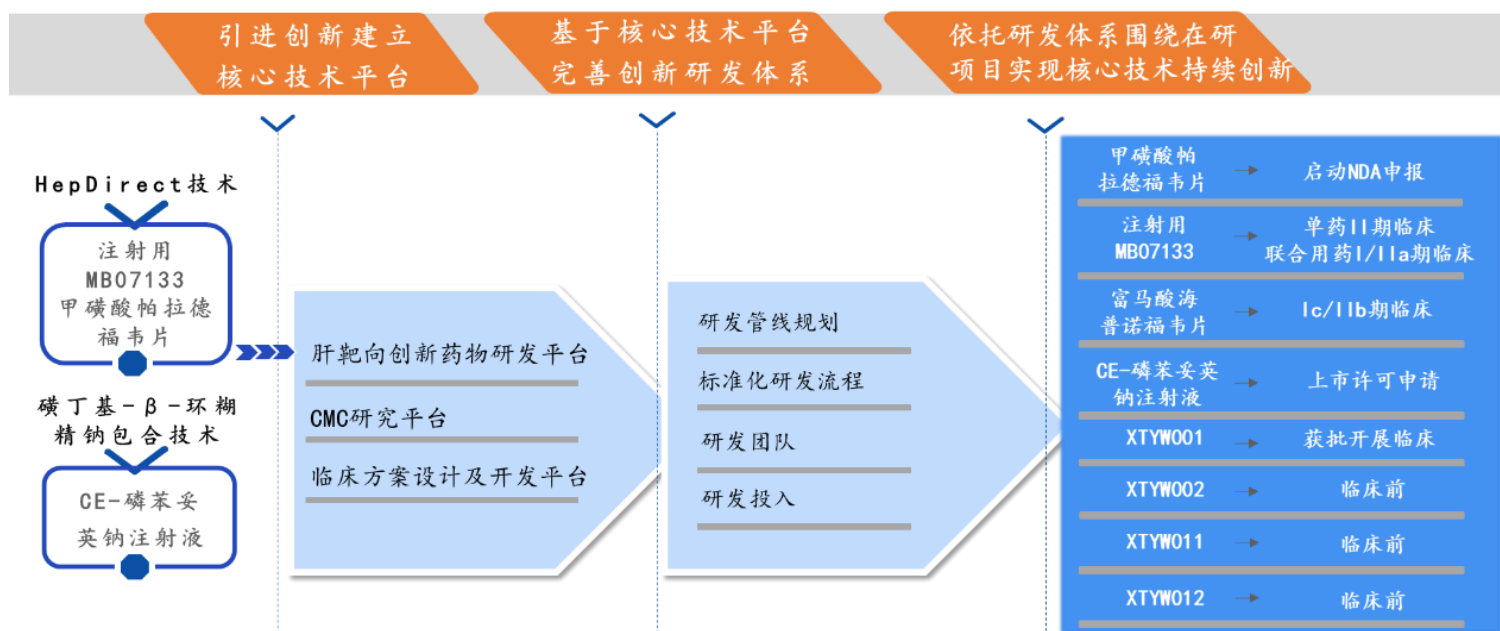 引进创新建立
核心技术平台
基于核心技术平台
完善创新研发体系
依托研发体系围绕在研
项目实现核心技术持续创新
HepDirect技术
注射用
MB07133
甲磺酸帕拉德
福韦片
磺丁基-β-环糊
精钠包合技术
CE-磷苯妥
英钠注射液
肝靶向创新药物研发平台
CMC研究平台
临床方案设计及开发平台
研发管线规划
标准化研发流程
研发团队
研发投入
甲磺酸帕
拉德福韦片
启动NDA申报
注射用
MB07133
单药II期临床
联合用药I/IIa期临床
富马酸海
普诺福韦片
Ic/IIb期临床
CE-磷苯妥英
钠注射液
上市许可申请
XTYW001
获批开展临床
XTYW002
临床前
XTYW011
临床前
XTYW012
临床前